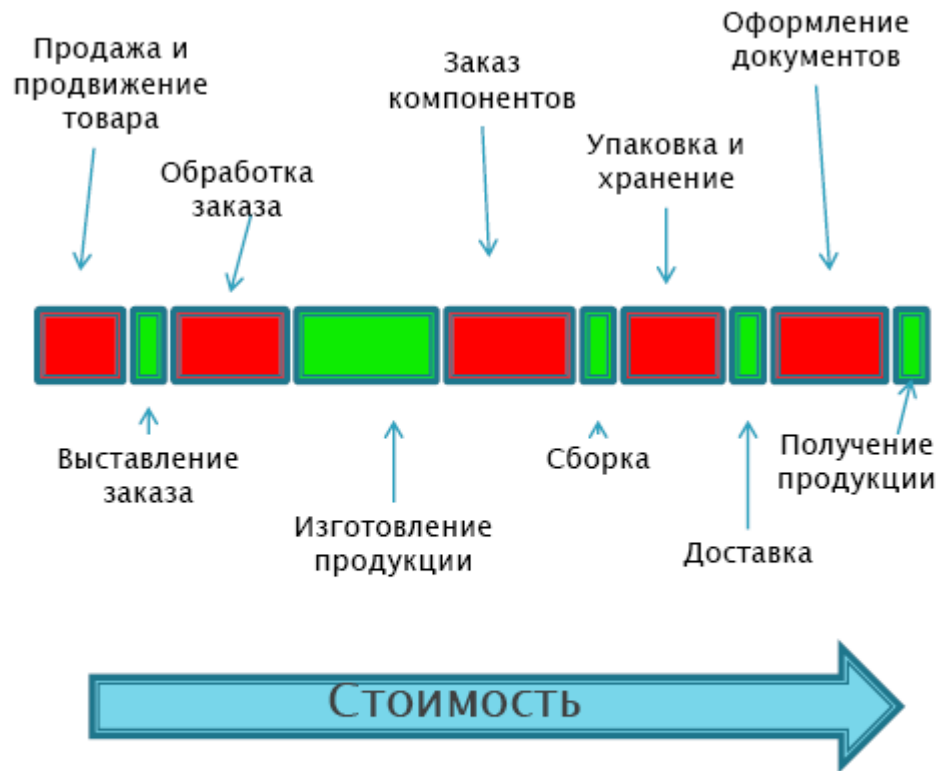 Продажа и
продвижение
товара
Обработка
заказа
Заказ
компонентов
Упаковка и
хранение
Оформление
документов
Выставление
заказа
Изготовление
продукции
Сборка
Доставка
Получение
продукции
Стоимость